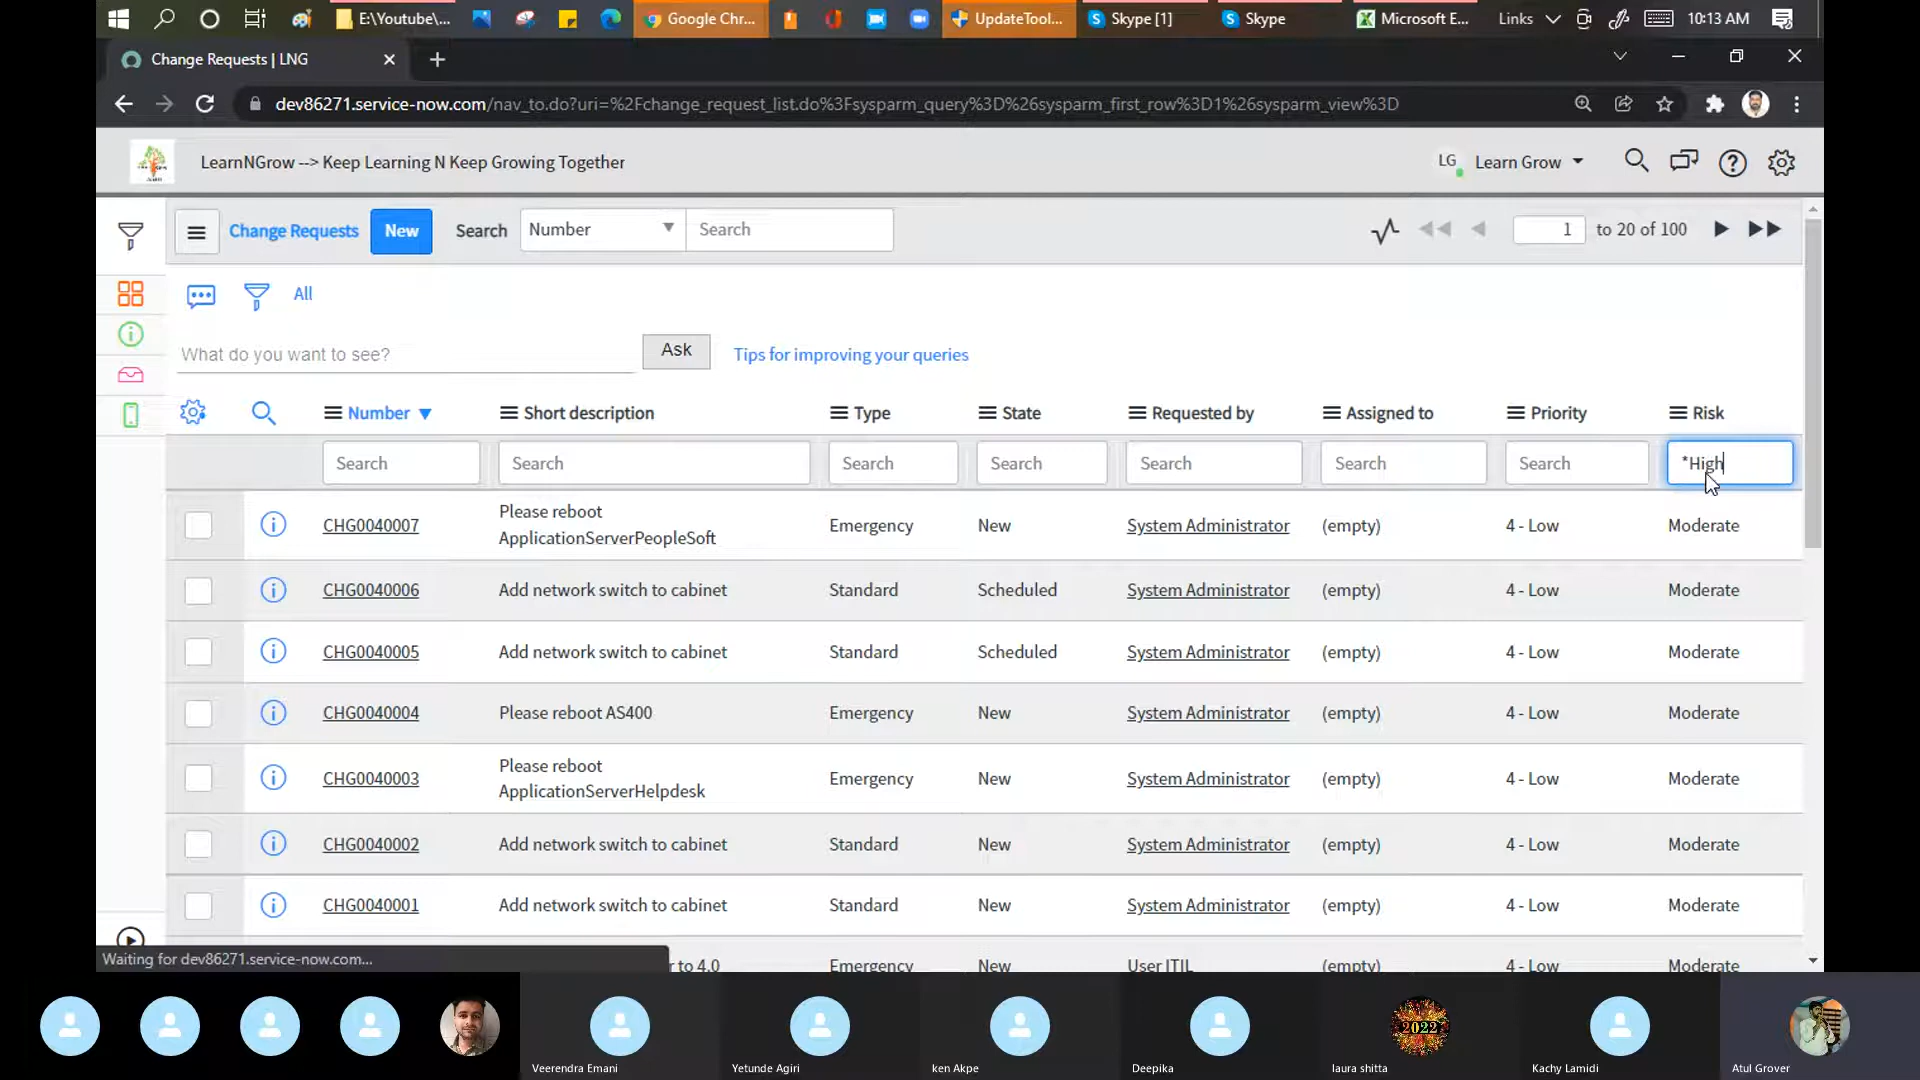 E:\Youtube\...
Google Chr...
UpdateTool...
Skype [1]
Skype
Microsoft E...
Links
10:13 AM
Change Requests | LNG
dev86271.service-now.com/nav_to.do?uri=%2Fchange_request_list.do%3Fsysparm_query%3D%26sysparm_first_row%3D1%26sysparm_view%3D
LearnNGrow --> Keep Learning N Keep Growing Together
LG Learn Grow
Change Requests New Search Number Search 1 to 20 of 100
All
What do you want to see? Ask Tips for improving your queries
Number Short description Type State Requested by Assigned to Priority Risk
Search Search Search Search Search Search Search *High
Please reboot
CHG0040007 ApplicationServerPeopleSoft Emergency New System Administrator (empty) 4 - Low Moderate
CHG0040006 Add network switch to cabinet Standard Scheduled System Administrator (empty) 4 - Low Moderate
CHG0040005 Add network switch to cabinet Standard Scheduled System Administrator (empty) 4 - Low Moderate
CHG0040004 Please reboot AS400 Emergency New System Administrator (empty) 4 - Low Moderate
Please reboot
CHG0040003 ApplicationServerHelpdesk Emergency New System Administrator (empty) 4 - Low Moderate
CHG0040002 Add network switch to cabinet Standard New System Administrator (empty) 4 - Low Moderate
CHG0040001 Add network switch to cabinet Standard New System Administrator (empty) 4 - Low Moderate
r to 4.0 Emergency New User ITIL (empty) 4 - Low Moderate
Waiting for dev86271.service-now.com...
2022
Veerendra Emani
Yetunde Agiri
ken Akpe
Deepika
laura shitta
Kachy Lamidi
Atul Grover